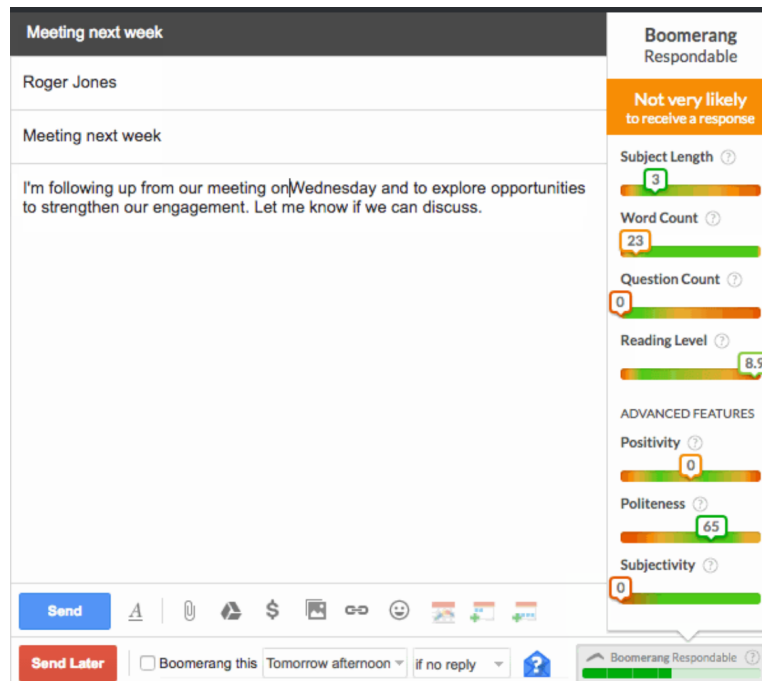 Meeting next week
Roger Jones
Meeting next week
I'm following up from our meeting onWednesday and to explore opportunities
to strengthen our engagement. Let me know if we can discuss.
Send
A
$
Send Later
Boomerang this
Tomorrow afternoon
if no reply
?
Boomerang
Respondable
Not very likely
to receive a response
Subject Length ?
3
Word Count ?
23
Question Count ?
0
Reading Level ?
8.9
ADVANCED FEATURES
Positivity ?
0
Politeness ?
65
Subjectivity ?
0
Boomerang Respondable ?